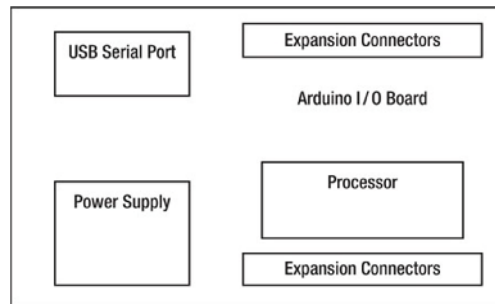 USB Serial Port
Expansion Connectors
Arduino I/O Board
Power Supply
Processor
Expansion Connectors